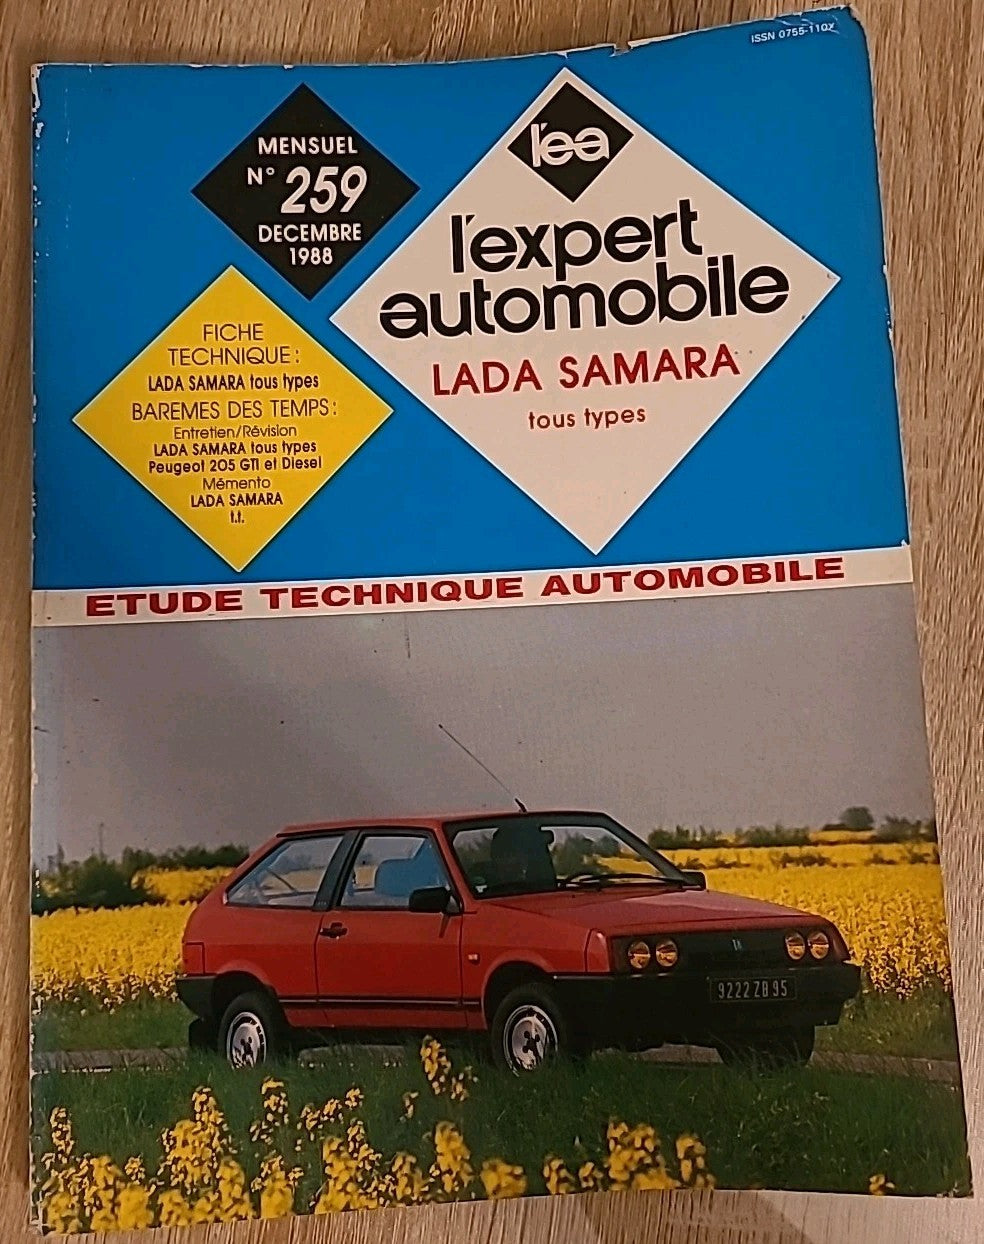 ISSN 0755-110X
MENSUEL
N° 259
DECEMBRE
1988
l'ea
l'expert
automobile
LADA SAMARA
tous types
FICHE
TECHNIQUE :
LADA SAMARA tous types
BAREMES DES TEMPS :
Entretien/Révision
LADA SAMARA tous types
Peugeot 205 GTI et Diesel
Mémento
LADA SAMARA
t.t.
ETUDE TECHNIQUE AUTOMOBILE
9222 ZB 95